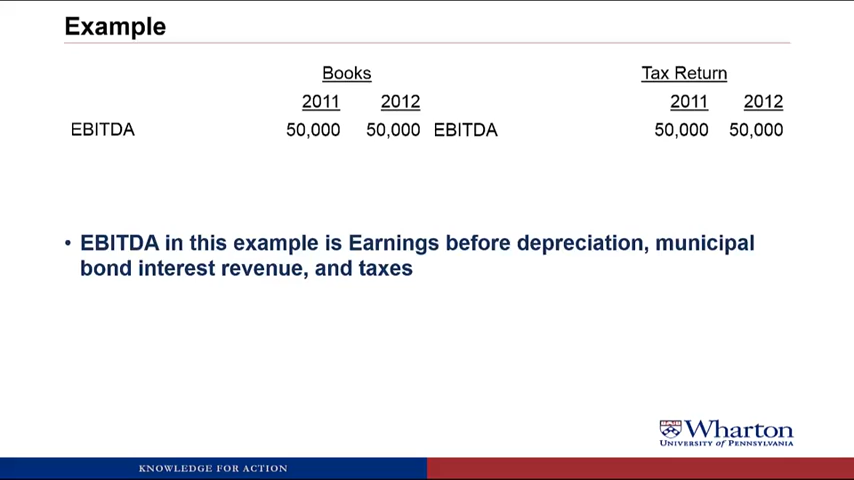 Example
Books Tax Return
2011 2012 2011 2012
EBITDA 50,000 50,000 EBITDA 50,000 50,000
• EBITDA in this example is Earnings before depreciation, municipal
bond interest revenue, and taxes
Wharton
UNIVERSITY of PENNSYLVANIA
KNOWLEDGE FOR ACTION